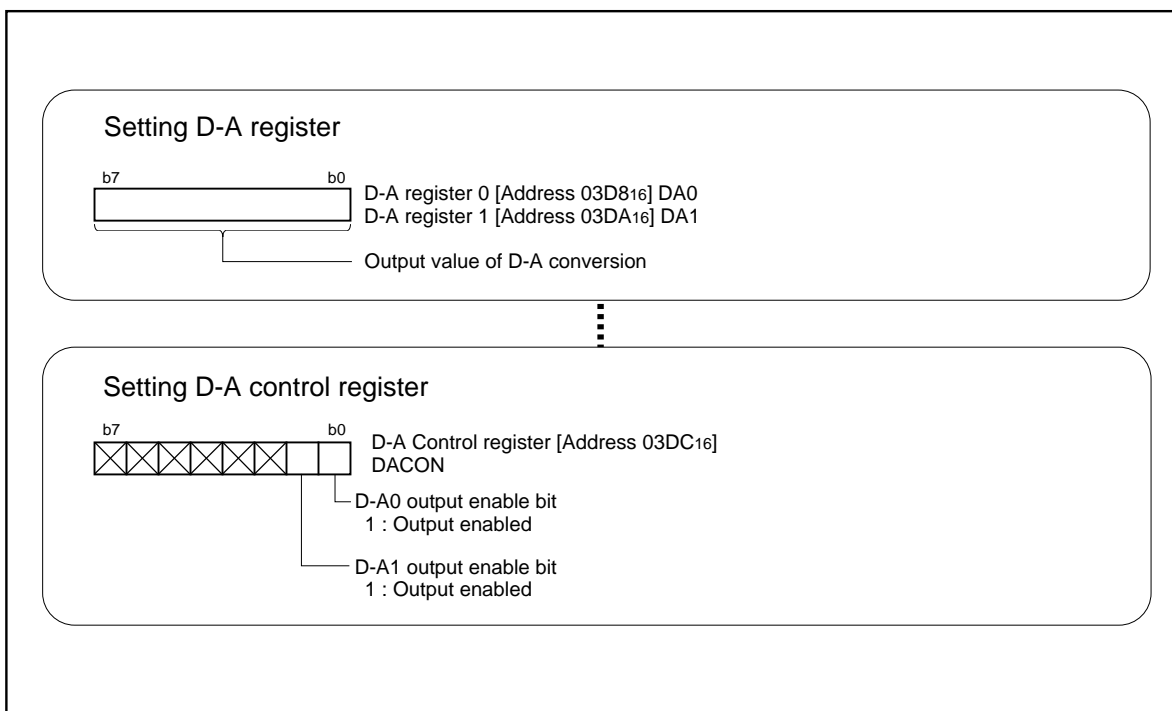 Setting D-A register
b7 b0
D-A register 0 [Address 03D816] DA0
D-A register 1 [Address 03DA16] DA1
Output value of D-A conversion
Setting D-A control register
b7 b0
D-A Control register [Address 03DC16]
DACON
D-A0 output enable bit
1 : Output enabled
D-A1 output enable bit
1 : Output enabled